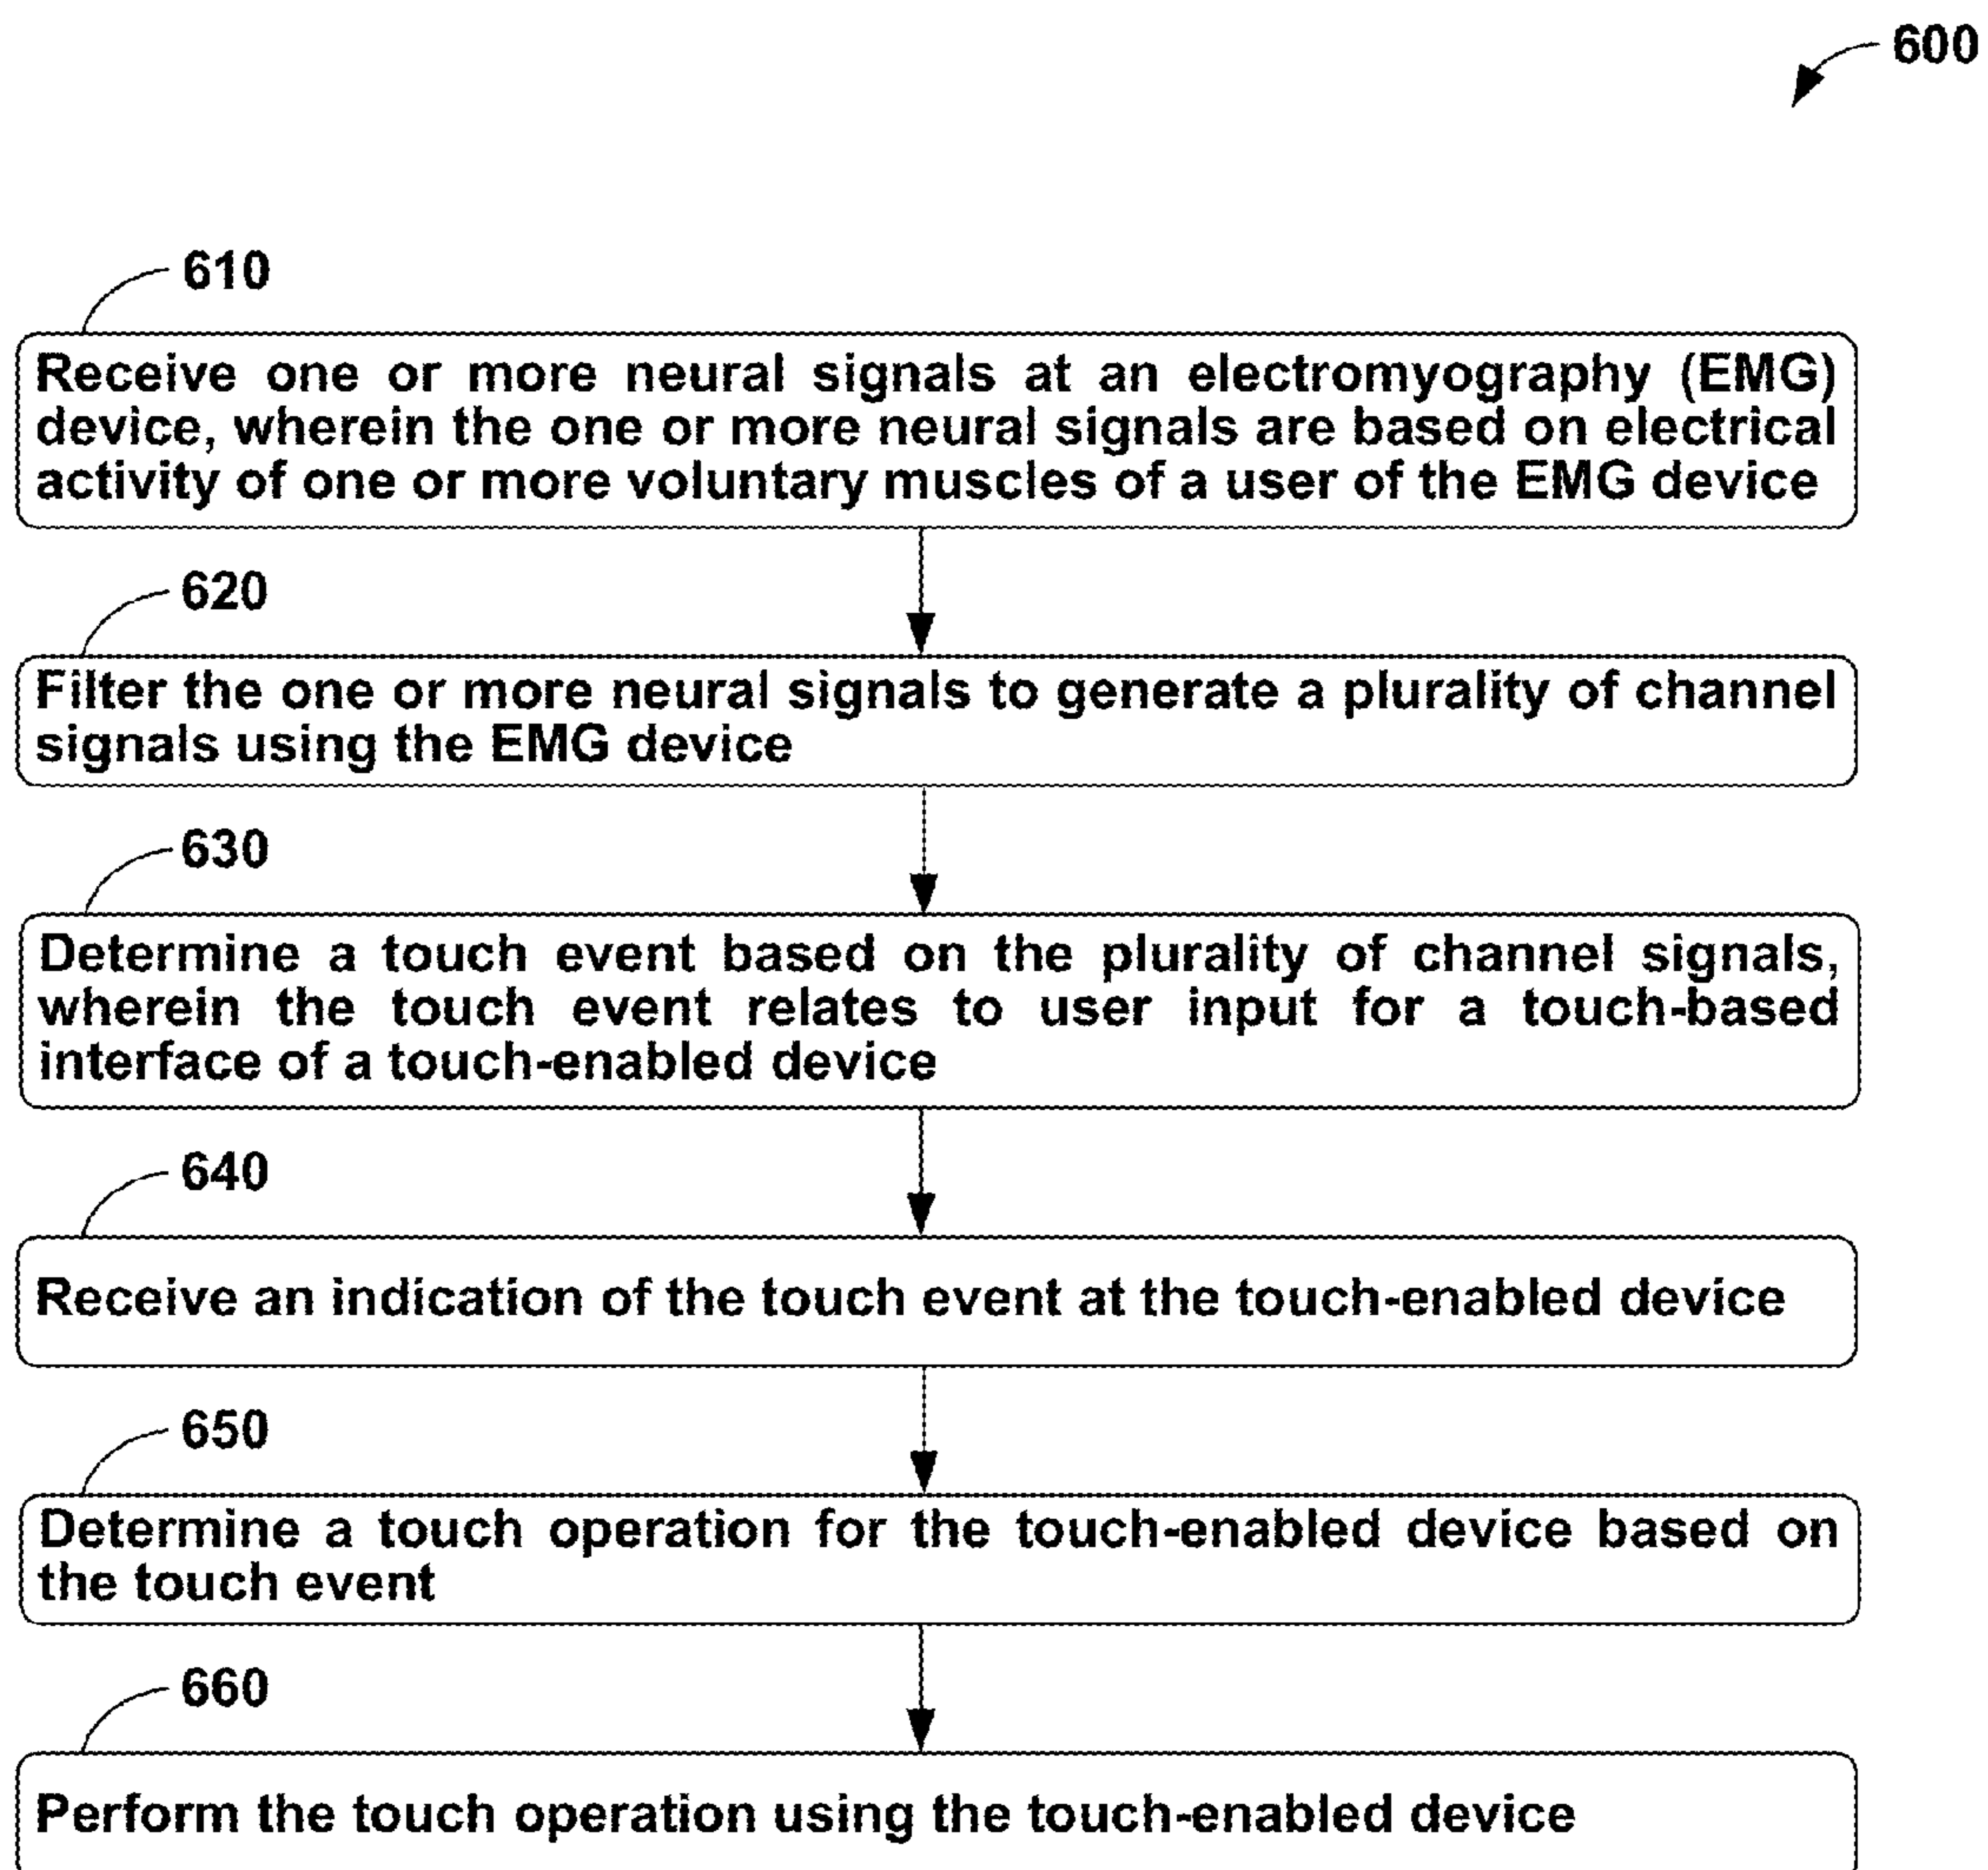 600
610
Receive one or more neural signals at an electromyography (EMG)
device, wherein the one or more neural signals are based on electrical
activity of one or more voluntary muscles of a user of the EMG device
620
Filter the one or more neural signals to generate a plurality of channel
signals using the EMG device
630
Determine a touch event based on the plurality of channel signals,
wherein the touch event relates to user input for a touch-based
interface of a touch-enabled device
640
Receive an indication of the touch event at the touch-enabled device
650
Determine a touch operation for the touch-enabled device based on
the touch event
660
Perform the touch operation using the touch-enabled device